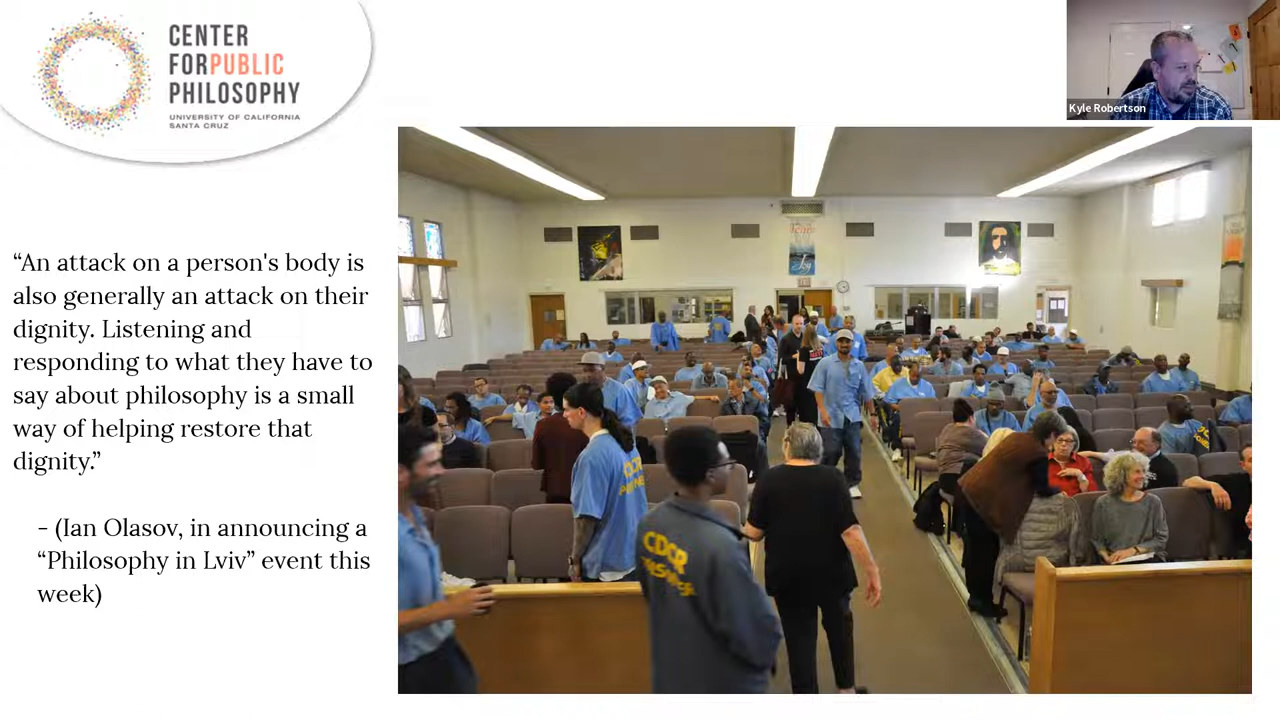 CENTER
FORPUBLIC
PHILOSOPHY
UNIVERSITY OF CALIFORNIA
SANTA CRUZ
Kyle Robertson
“An attack on a person's body is
also generally an attack on their
dignity. Listening and
responding to what they have to
say about philosophy is a small
way of helping restore that
dignity.”
- (Ian Olasov, in announcing a
“Philosophy in Lviv” event this
week)
Joy
CDCR
CDCR